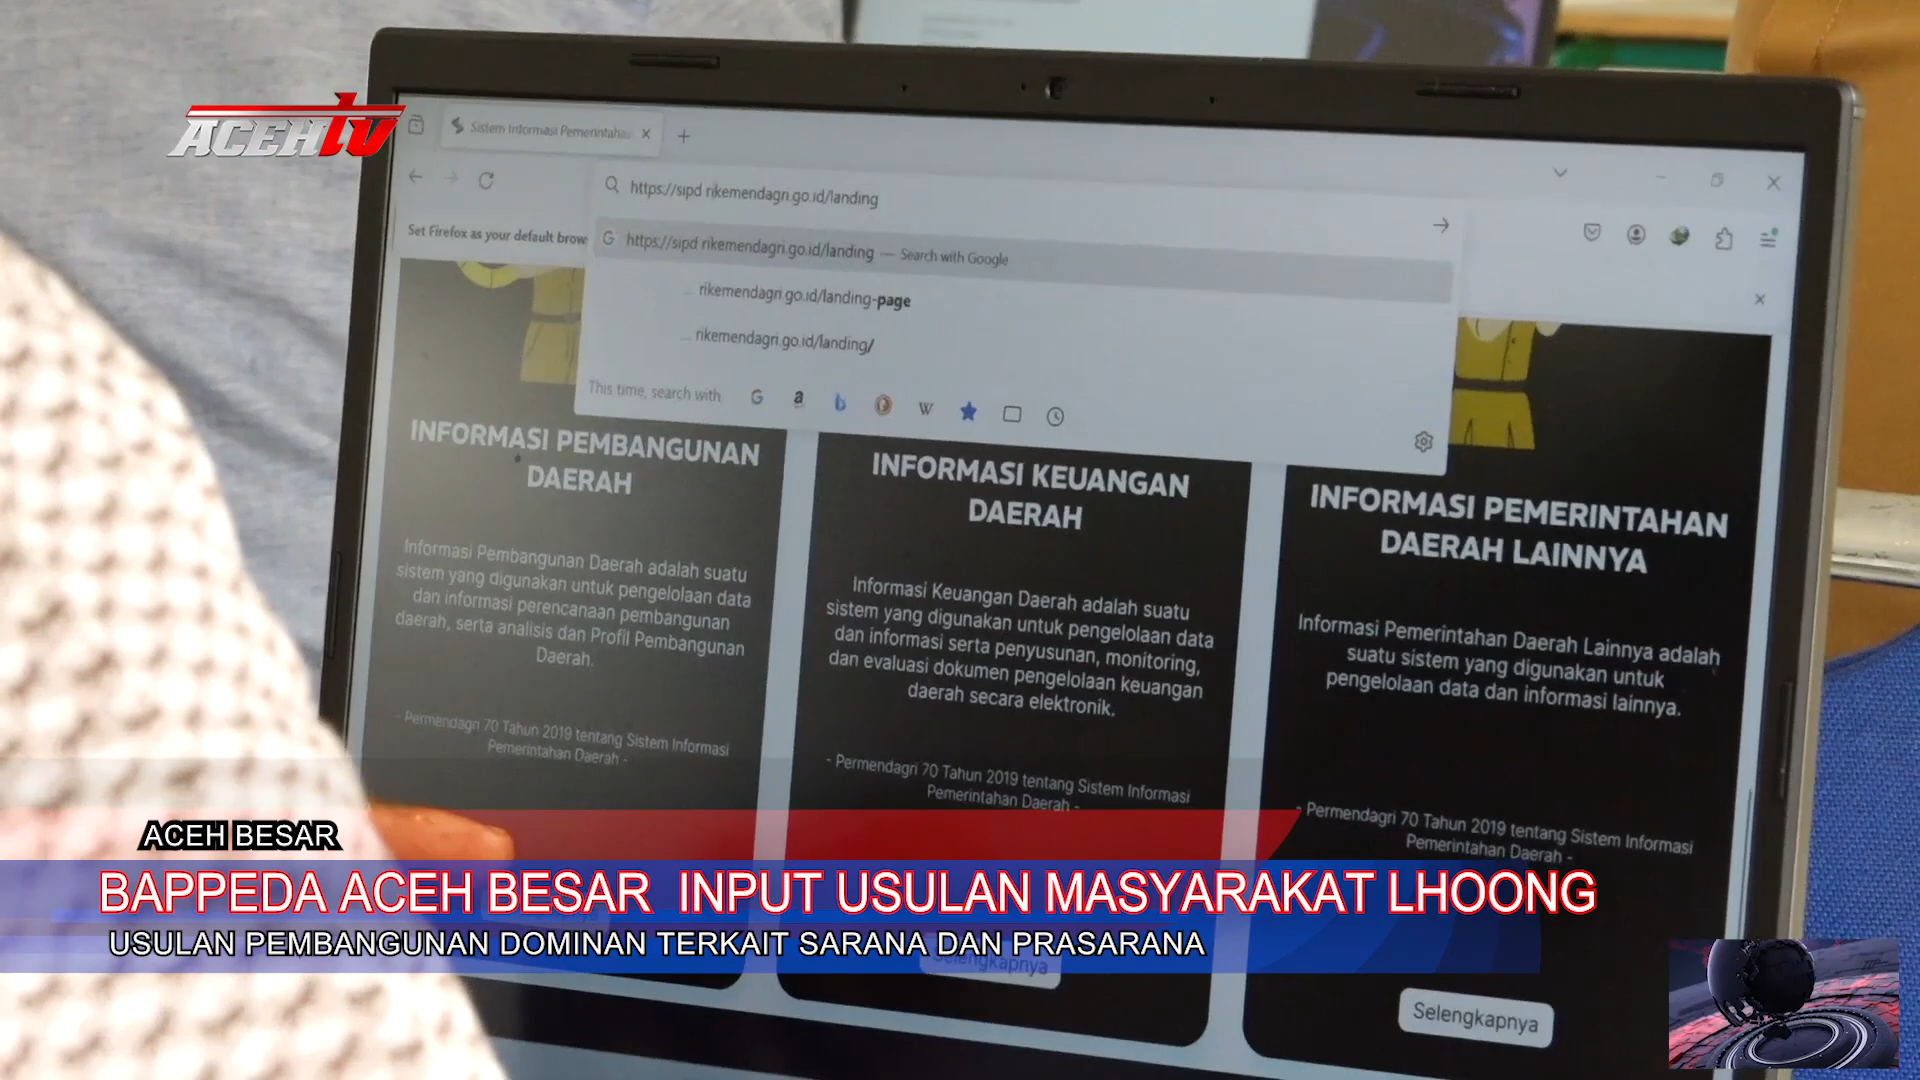 ACEHtv
Sistem Informasi Pemerintahan
https://sipd rikemendagri.go.id/landing
Set Firefox as your default brow
https://sipd rikemendagri.go.id/landing — Search with Google
... rikemendagri.go.id/landing-page
... rikemendagri.go.id/landing/
This time, search with
INFORMASI PEMBANGUNAN
DAERAH
Informasi Pembangunan Daerah adalah suatu
sistem yang digunakan untuk pengelolaan data
dan informasi perencanaan pembangunan
daerah, serta analisis dan Profil Pembangunan
Daerah.
- Permendagri 70 Tahun 2019 tentang Sistem Informasi
Pemerintahan Daerah -
INFORMASI KEUANGAN
DAERAH
Informasi Keuangan Daerah adalah suatu
sistem yang digunakan untuk pengelolaan data
dan informasi serta penyusunan, monitoring,
dan evaluasi dokumen pengelolaan keuangan
daerah secara elektronik.
- Permendagri 70 Tahun 2019 tentang Sistem Informasi
Pemerintahan Daerah -
Selengkapnya
INFORMASI PEMERINTAHAN
DAERAH LAINNYA
Informasi Pemerintahan Daerah Lainnya adalah
suatu sistem yang digunakan untuk
pengelolaan data dan informasi lainnya.
- Permendagri 70 Tahun 2019 tentang Sistem Informasi
Pemerintahan Daerah -
Selengkapnya
ACEH BESAR
BAPPEDA ACEH BESAR INPUT USULAN MASYARAKAT LHOONG
USULAN PEMBANGUNAN DOMINAN TERKAIT SARANA DAN PRASARANA